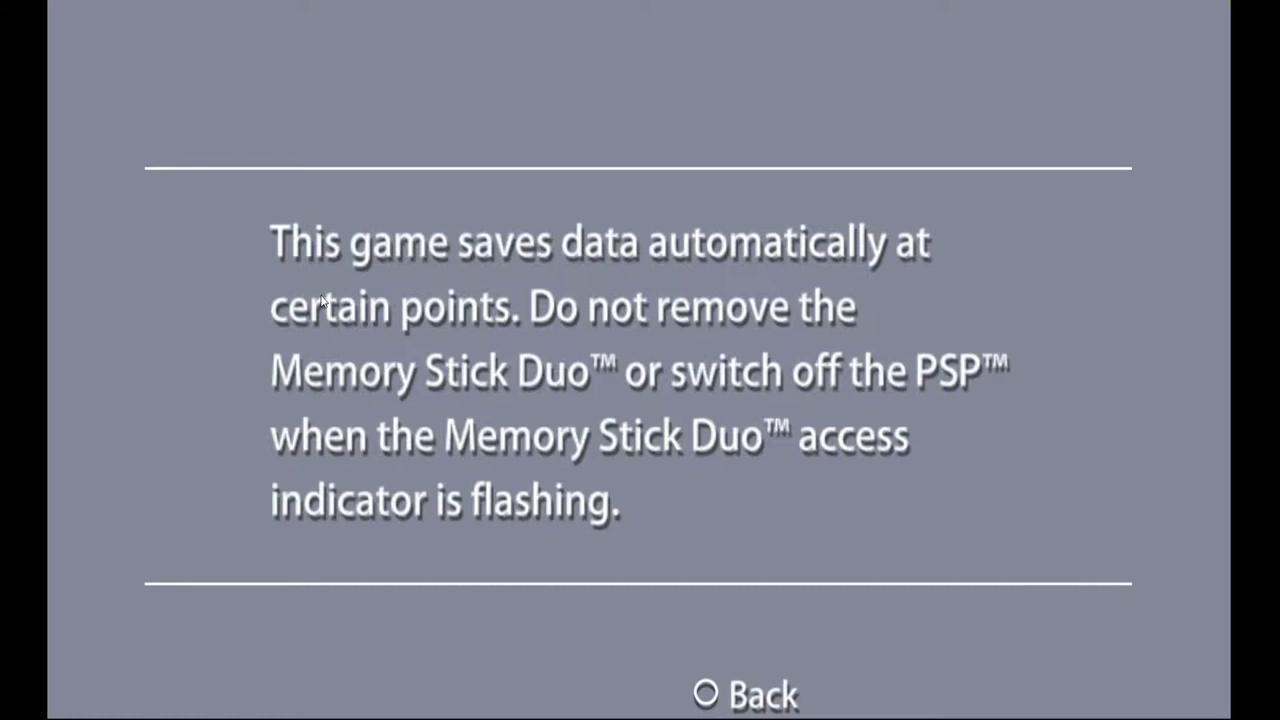 This game saves data automatically at
certain points. Do not remove the
Memory Stick Duo™ or switch off the PSP™
when the Memory Stick Duo™ access
indicator is flashing.
Back